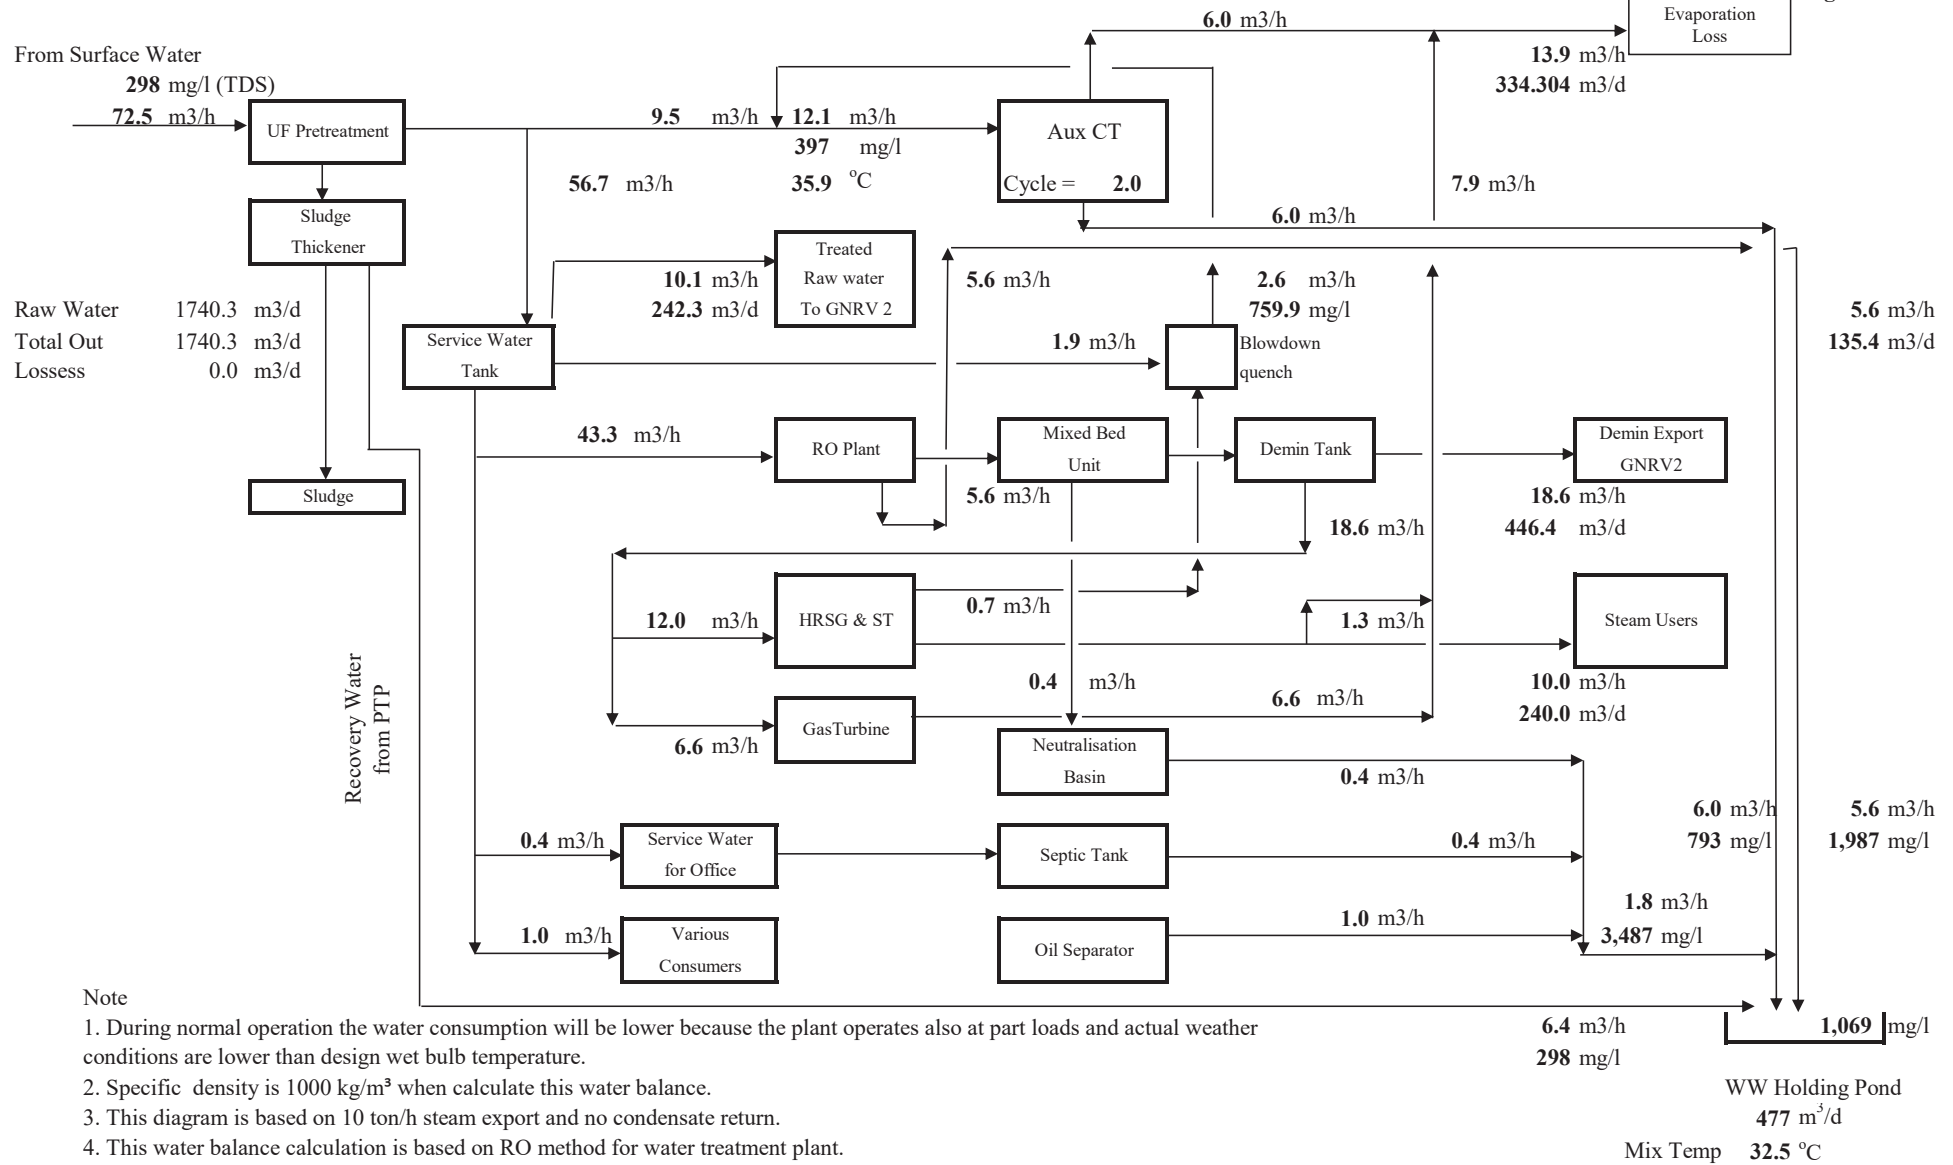 6.0 m3/h
Evaporation
Loss
From Surface Water
13.9 m3/h
298 mg/l (TDS)
334.304 m3/d
72.5 m3/h
UF Pretreatment
9.5 m3/h
12.1 m3/h
397 mg/l
35.9 °C
Aux CT
Cycle = 2.0
56.7 m3/h
7.9 m3/h
6.0 m3/h
Sludge
Thickener
Treated
Raw water
To GNRV 2
10.1 m3/h
242.3 m3/d
5.6 m3/h
2.6 m3/h
759.9 mg/l
Raw Water 1740.3 m3/d
Total Out 1740.3 m3/d
Lossess 0.0 m3/d
5.6 m3/h
135.4 m3/d
Service Water
Tank
1.9 m3/h
Blowdown
quench
43.3 m3/h
RO Plant
Mixed Bed
Unit
Demin Tank
Demin Export
GNRV2
Sludge
5.6 m3/h
18.6 m3/h
18.6 m3/h
446.4 m3/d
0.7 m3/h
12.0 m3/h
HRSG & ST
1.3 m3/h
Steam Users
Recovery Water
from PTP
0.4 m3/h
6.6 m3/h
10.0 m3/h
240.0 m3/d
6.6 m3/h
GasTurbine
Neutralisation
Basin
0.4 m3/h
6.0 m3/h
793 mg/l
5.6 m3/h
1,987 mg/l
0.4 m3/h
Service Water
for Office
Septic Tank
0.4 m3/h
1.8 m3/h
3,487 mg/l
1.0 m3/h
Various
Consumers
Oil Separator
1.0 m3/h
Note
1. During normal operation the water consumption will be lower because the plant operates also at part loads and actual weather
conditions are lower than design wet bulb temperature.
2. Specific density is 1000 kg/m³ when calculate this water balance.
3. This diagram is based on 10 ton/h steam export and no condensate return.
4. This water balance calculation is based on RO method for water treatment plant.
6.4 m3/h
298 mg/l
1,069 mg/l
WW Holding Pond
477 m³/d
Mix Temp 32.5 °C